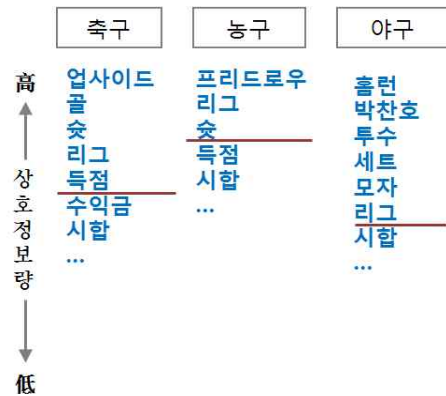 축구
농구
야구
高
상호정보량
低
업사이드
골
슛
리그
득점
수익금
시합
...
프리드로우
리그
슛
득점
시합
...
홈런
박찬호
투수
세트
모자
리그
시합
...